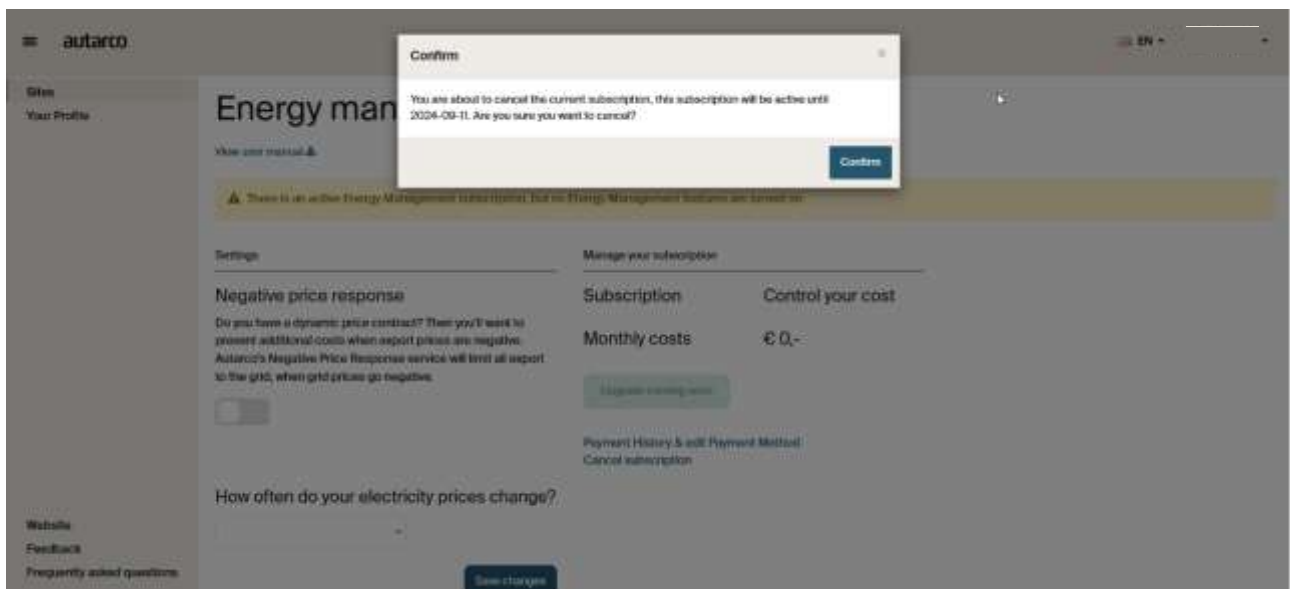 ≡ autarco
EN
Confirm
×
You are about to cancel the current subscription, this subscription will be active until
2024-09-11. Are you sure you want to cancel?
Confirm
Sites
Your Profile
Energy man
View user manual
There is an active Energy Management subscription, but no Energy Management features are turned on
Settings
Negative price response
Do you have a dynamic price contract? Then you'll want to
prevent additional costs when export prices are negative.
Autarco's Negative Price Response service will limit all export
to the grid, when grid prices go negative.
How often do your electricity prices change?
Save changes
Manage your subscription
Subscription Control your cost
Monthly costs € 0,-
Upgrade coming soon
Payment History & edit Payment Method
Cancel subscription
Website
Feedback
Frequently asked questions